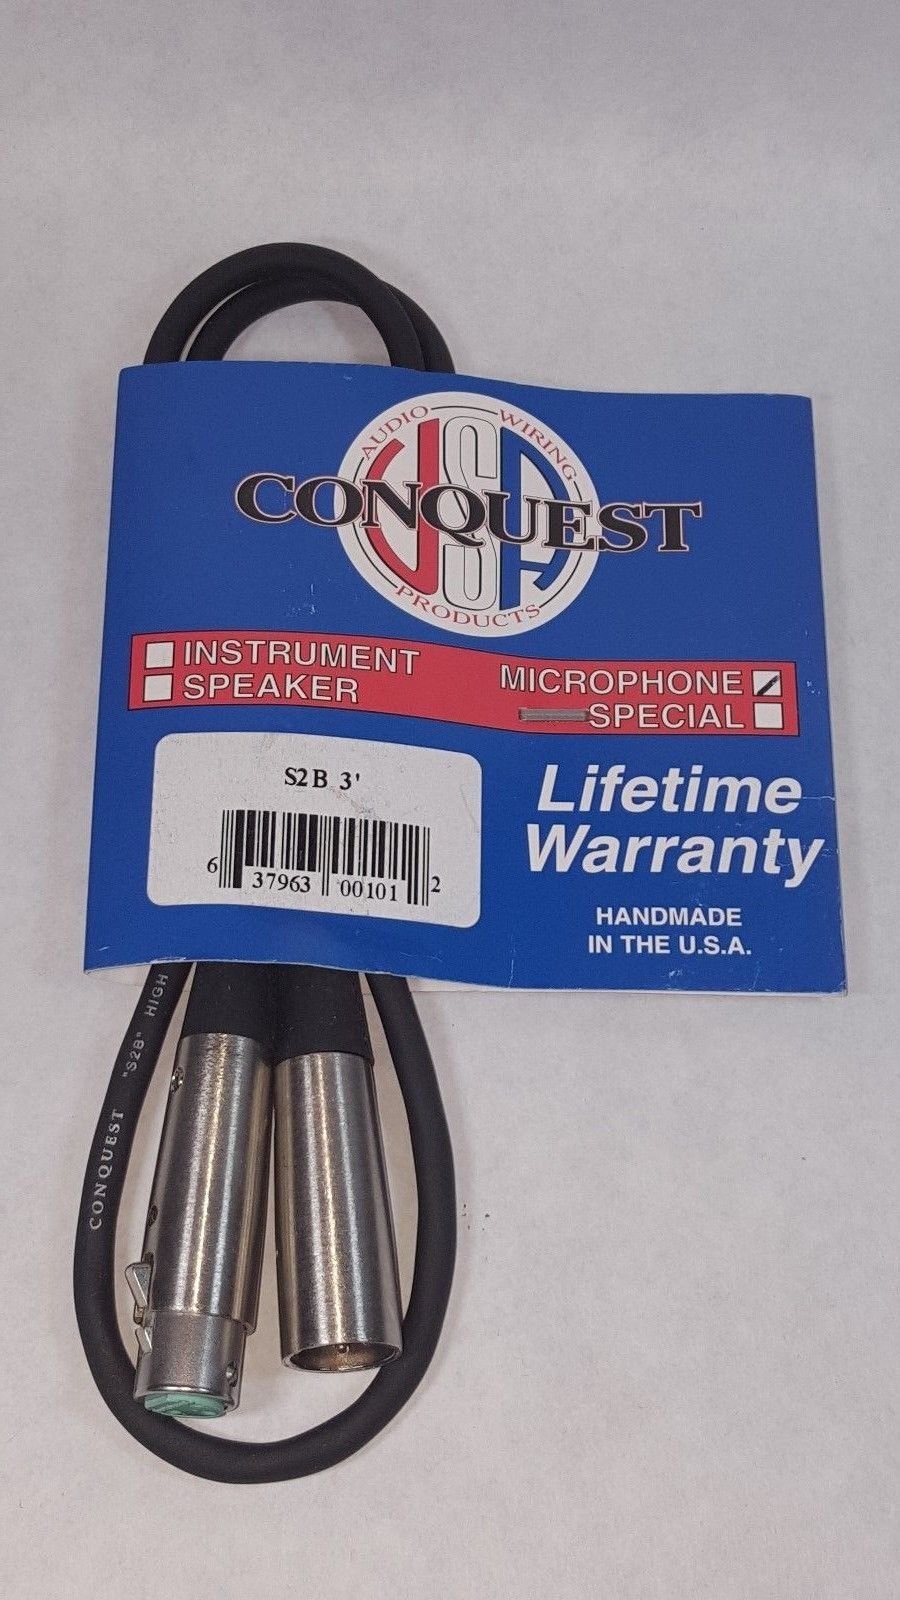 AUDIO WIRING
USA
CONQUEST
PRODUCTS
INSTRUMENT
SPEAKER
MICROPHONE
SPECIAL
S2B 3'
6 37963 00101 2
Lifetime
Warranty
HANDMADE
IN THE U.S.A.
CONQUEST "S2B" HIGH